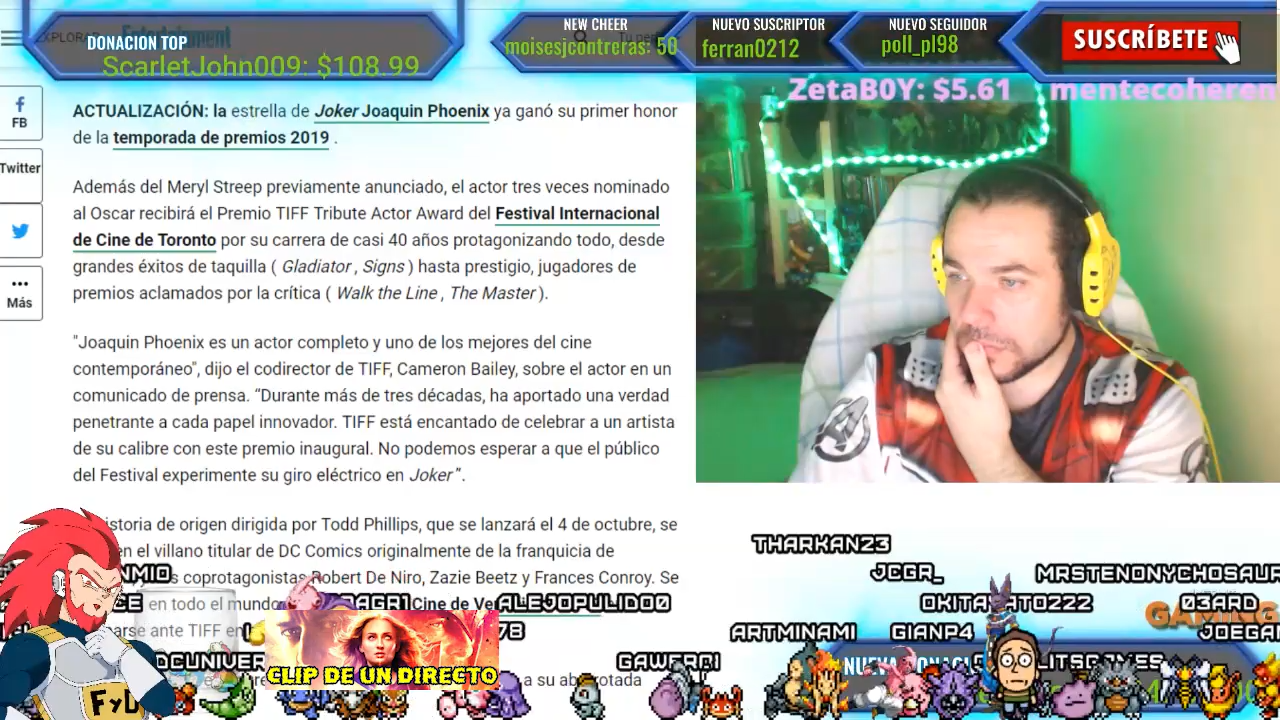 EXPLORA
DONACION TOP
ScarletJohn009: $108.99
NEW CHEER
moisesjcontreras: 50
NUEVO SUSCRIPTOR
ferran0212
NUEVO SEGUIDOR
poll_pl98
SUSCRÍBETE
ZetaB0Y: $5.61 mentecoheren
FB
Twitter
Más
ACTUALIZACIÓN: la estrella de Joker Joaquin Phoenix ya ganó su primer honor
de la temporada de premios 2019 .
Además del Meryl Streep previamente anunciado, el actor tres veces nominado
al Oscar recibirá el Premio TIFF Tribute Actor Award del Festival Internacional
de Cine de Toronto por su carrera de casi 40 años protagonizando todo, desde
grandes éxitos de taquilla ( Gladiator , Signs ) hasta prestigio, jugadores de
premios aclamados por la crítica ( Walk the Line , The Master ).
"Joaquin Phoenix es un actor completo y uno de los mejores del cine
contemporáneo", dijo el codirector de TIFF, Cameron Bailey, sobre el actor en un
comunicado de prensa. “Durante más de tres décadas, ha aportado una verdad
penetrante a cada papel innovador. TIFF está encantado de celebrar a un artista
de su calibre con este premio inaugural. No podemos esperar a que el público
del Festival experimente su giro eléctrico en Joker ”.
istoria de origen dirigida por Todd Phillips, que se lanzará el 4 de octubre, se
en el villano titular de DC Comics originalmente de la franquicia de
s coprotagonistas Robert De Niro, Zazie Beetz y Frances Conroy. Se
en todo el mundo Cine de Ve
arse ante TIFF en
a su abarrotada
NMIO
ALEJOPULIDO0
78
OCUNIVER
CLIP DE UN DIRECTO
FyU
THARKAN23
JCGR_
MRSTENONYCHOSAUR
03ARD
GAMING
ARTMINAMI
GIANP4
JOEGA